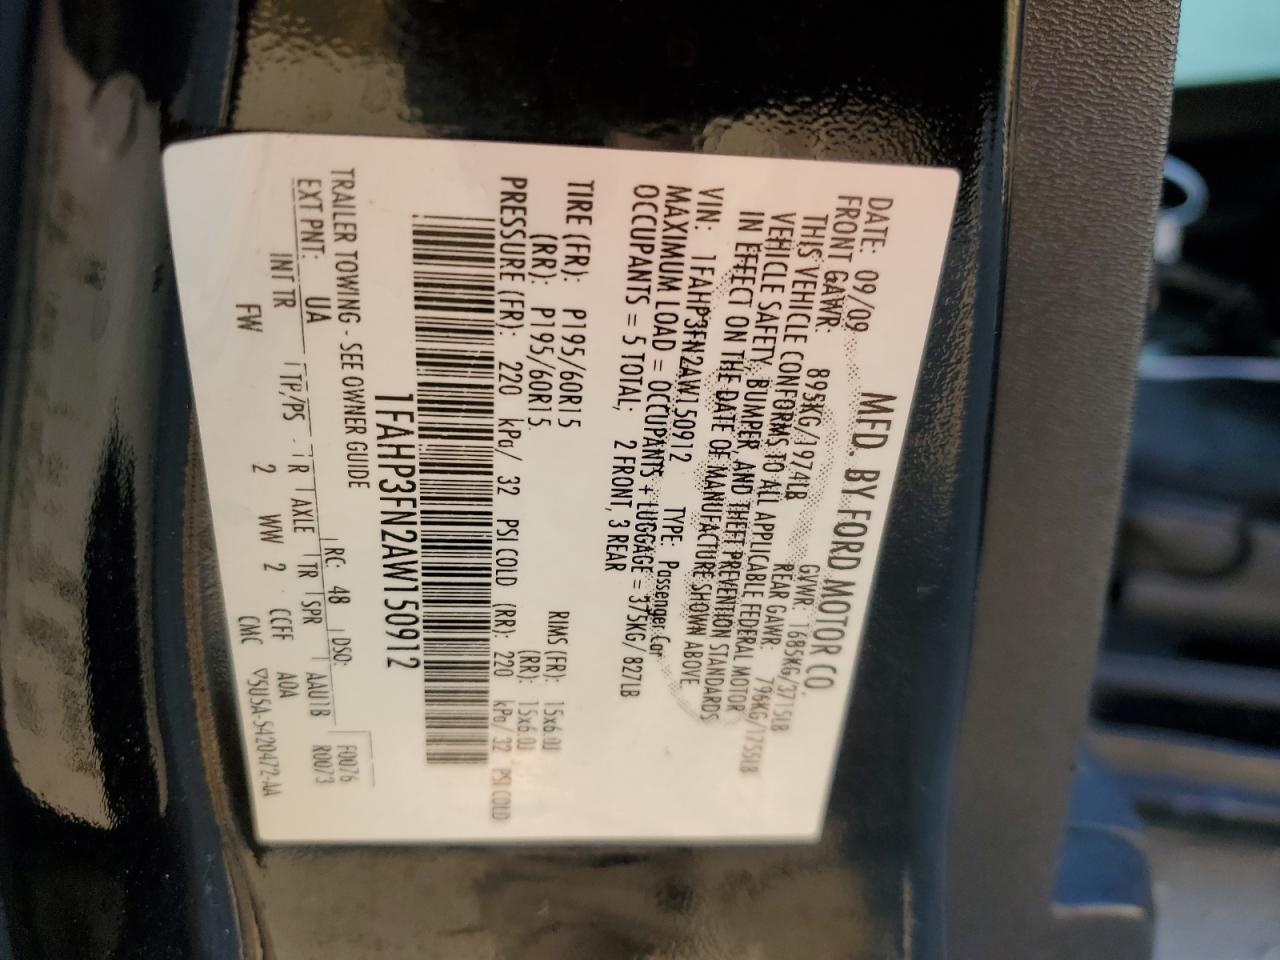 MFD. BY FORD MOTOR CO.
DATE: 09/09 GVWR: 1685KG/3715LB
FRONT GAWR: 895KG/1974LB REAR GAWR: 796KG/1755LB
THIS VEHICLE CONFORMS TO ALL APPLICABLE FEDERAL MOTOR
VEHICLE SAFETY, BUMPER, AND THEFT PREVENTION STANDARDS
IN EFFECT ON THE DATE OF MANUFACTURE SHOWN ABOVE
VIN: 1FAHP3FN2AW150912 TYPE: Passenger Car
MAXIMUM LOAD = OCCUPANTS + LUGGAGE = 375KG/827LB
OCCUPANTS = 5 TOTAL; 2 FRONT, 3 REAR
TIRE (FR): P195/60R15 RIMS (FR): 15x6.0J
(RR): P195/60R15 (RR): 15x6.0J
PRESSURE (FR): 220 kPa/ 32 PSI COLD (RR): 220 kPa/ 32 PSI COLD
1FAHP3FN2AW150912
TRAILER TOWING - SEE OWNER GUIDE
F0076
EXT PNT: UA RC: 48 DSO: R0073
INT TR TP/PS R AXLE TR SPR AAU1B
FW 2 2 CCFF AOA
WW CMC ▽5U5A-5420472-AA